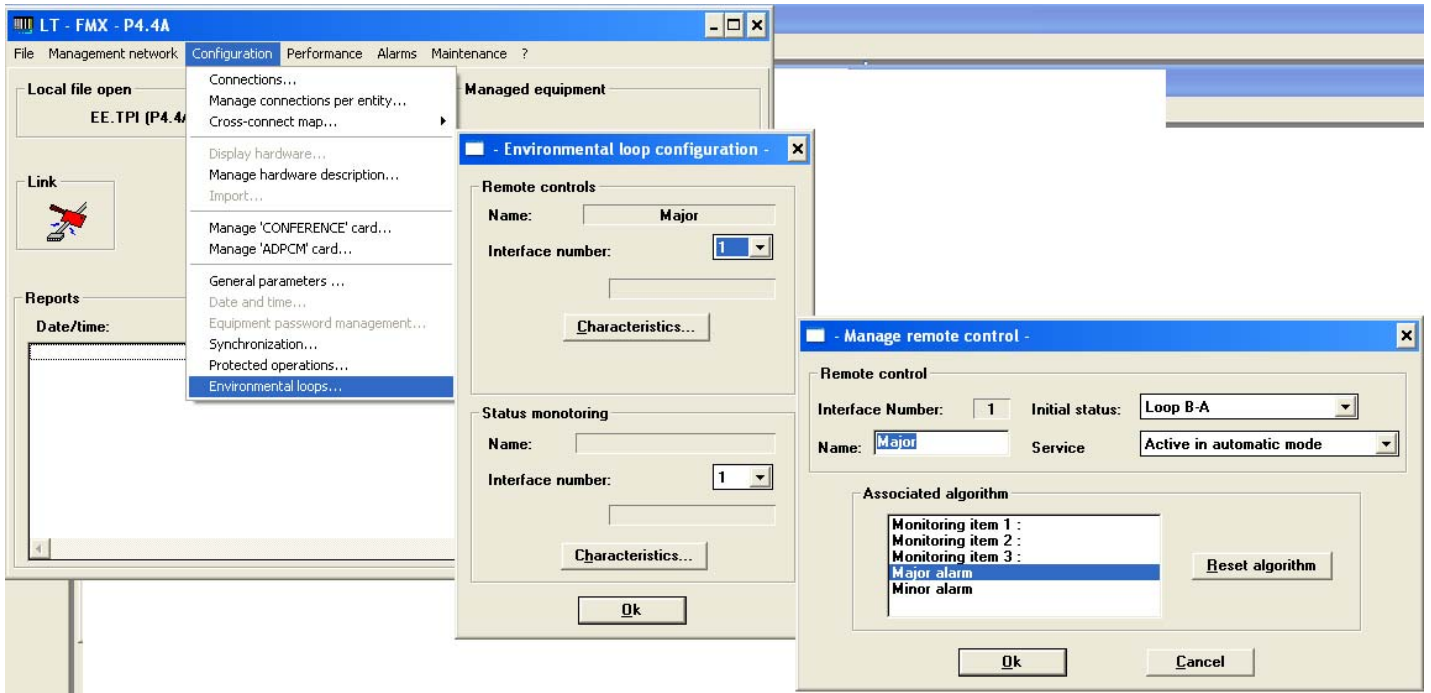 LT - FMX - P4.4A
File Management network Configuration Performance Alarms Maintenance ?
Local file open
EE.TPI (P4.4A
Managed equipment
Link
Reports
Date/time:
Connections...
Manage connections per entity...
Cross-connect map...
Display hardware...
Manage hardware description...
Import...
Manage 'CONFERENCE' card...
Manage 'ADPCM' card...
General parameters ...
Date and time...
Equipment password management...
Synchronization...
Protected operations...
Environmental loops...
- Environmental loop configuration -
Remote controls
Name: Major
Interface number: 1
Characteristics...
Status monotoring
Name:
Interface number: 1
Characteristics...
Ok
- Manage remote control -
Remote control
Interface Number: 1 Initial status: Loop B-A
Name: Major Service Active in automatic mode
Associated algorithm
Monitoring item 1 :
Monitoring item 2 :
Monitoring item 3 :
Major alarm
Minor alarm
Reset algorithm
Ok Cancel